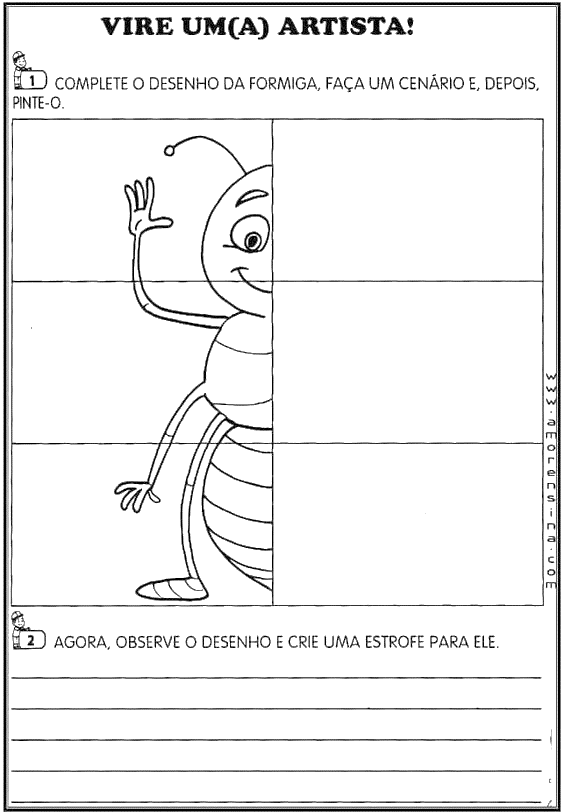 VIRE UM(A) ARTISTA!
1 COMPLETE O DESENHO DA FORMIGA, FAÇA UM CENÁRIO E, DEPOIS,
PINTE-O.
www.amorensina.com
2 AGORA, OBSERVE O DESENHO E CRIE UMA ESTROFE PARA ELE.